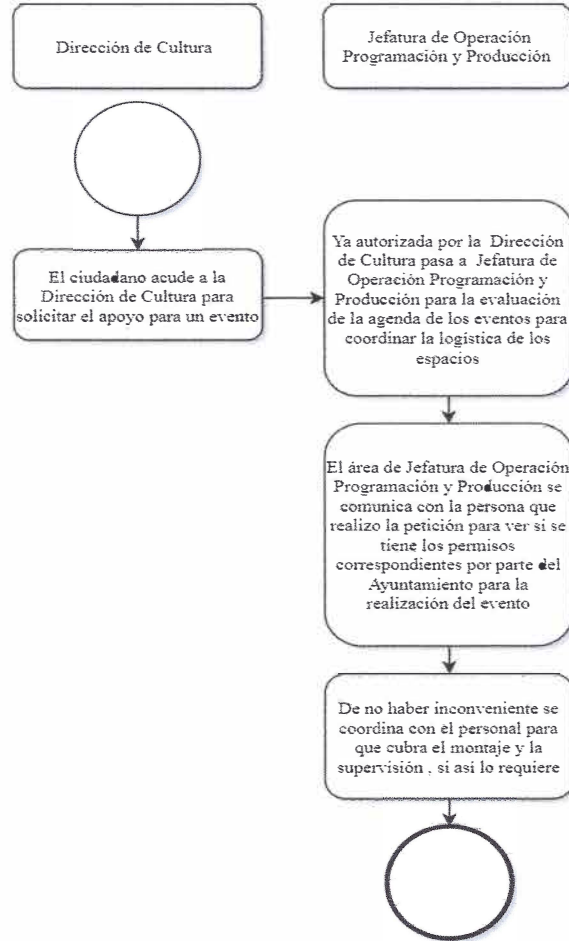 Dirección de Cultura
Jefatura de Operación
Programación y Producción
El ciudadano acude a la
Dirección de Cultura para
solicitar el apoyo para un evento
Ya autorizada por la Dirección
de Cultura pasa a Jefatura de
Operación Programación y
Producción para la evaluación
de la agenda de los eventos para
coordinar la logística de los
espacios
El área de Jefatura de Operación
Programación y Producción se
comunica con la persona que
realizo la petición para ver si se
tiene los permisos
correspondientes por parte del
Ayuntamiento para la
realización del evento
De no haber inconveniente se
coordina con el personal para
que cubra el montaje y la
supervisión , si asi lo requiere